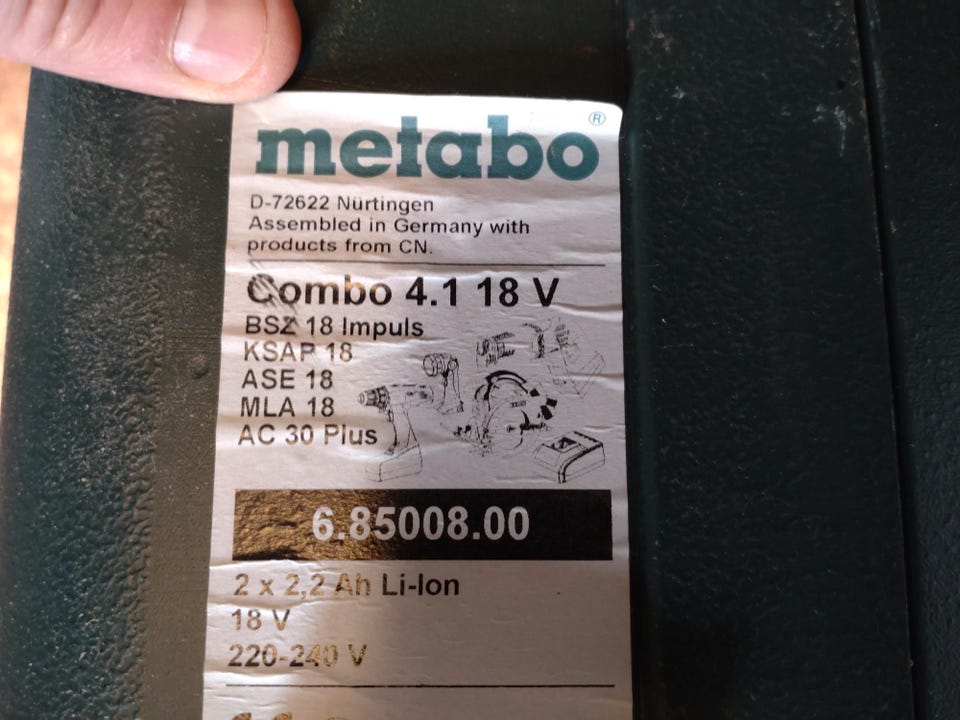 metabo®
D-72622 Nürtingen
Assembled in Germany with
products from CN.
Combo 4.1 18 V
BSZ 18 Impuls
KSAP 18
ASE 18
MLA 18
AC 30 Plus
6.85008.00
2 x 2,2 Ah Li-Ion
18 V
220-240 V